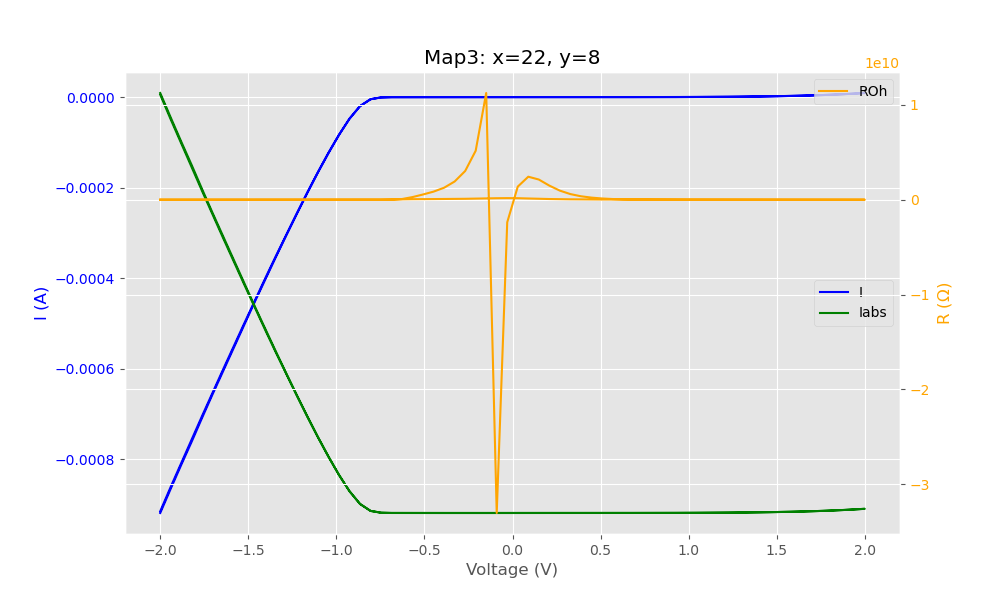 Map3: x=22, y=8
1e10
ROh
!
Iabs
I (A)
0.0000
−0.0002
−0.0004
−0.0006
−0.0008
1
0
−1
−2
−3
R (Ω)
−2.0 −1.5 −1.0 −0.5 0.0 0.5 1.0 1.5 2.0
Voltage (V)